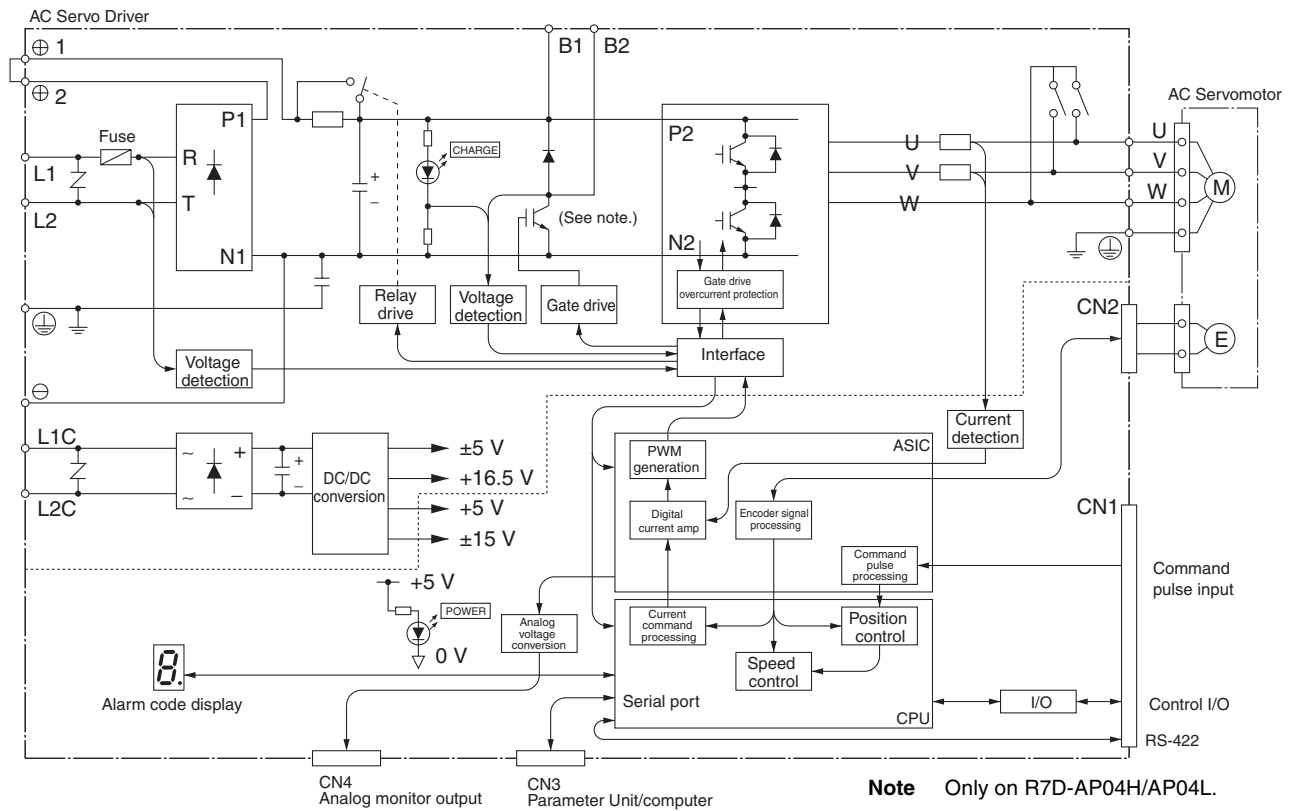 AC Servo Driver
⊕ 1
⊕ 2
B1
B2
AC Servomotor
Fuse
P1
R
T
N1
L1
L2
CHARGE
(See note.)
P2
N2
Gate drive
overcurrent protection
U
V
W
U
V
W
M
+
−
Relay
drive
Voltage
detection
Gate drive
Interface
CN2
E
Voltage
detection
⊖
L1C
L2C
~
~
+
−
+
−
DC/DC
conversion
±5 V
+16.5 V
+5 V
±15 V
Current
detection
ASIC
PWM
generation
Digital
current amp
Encoder signal
processing
Command
pulse
processing
CN1
Command
pulse input
+5 V
POWER
0 V
Analog
voltage
conversion
Current
command
processing
Position
control
Speed
control
8.
Alarm code display
Serial port
CPU
I/O
Control I/O
RS-422
CN4
Analog monitor output
CN3
Parameter Unit/computer
Note Only on R7D-AP04H/AP04L.